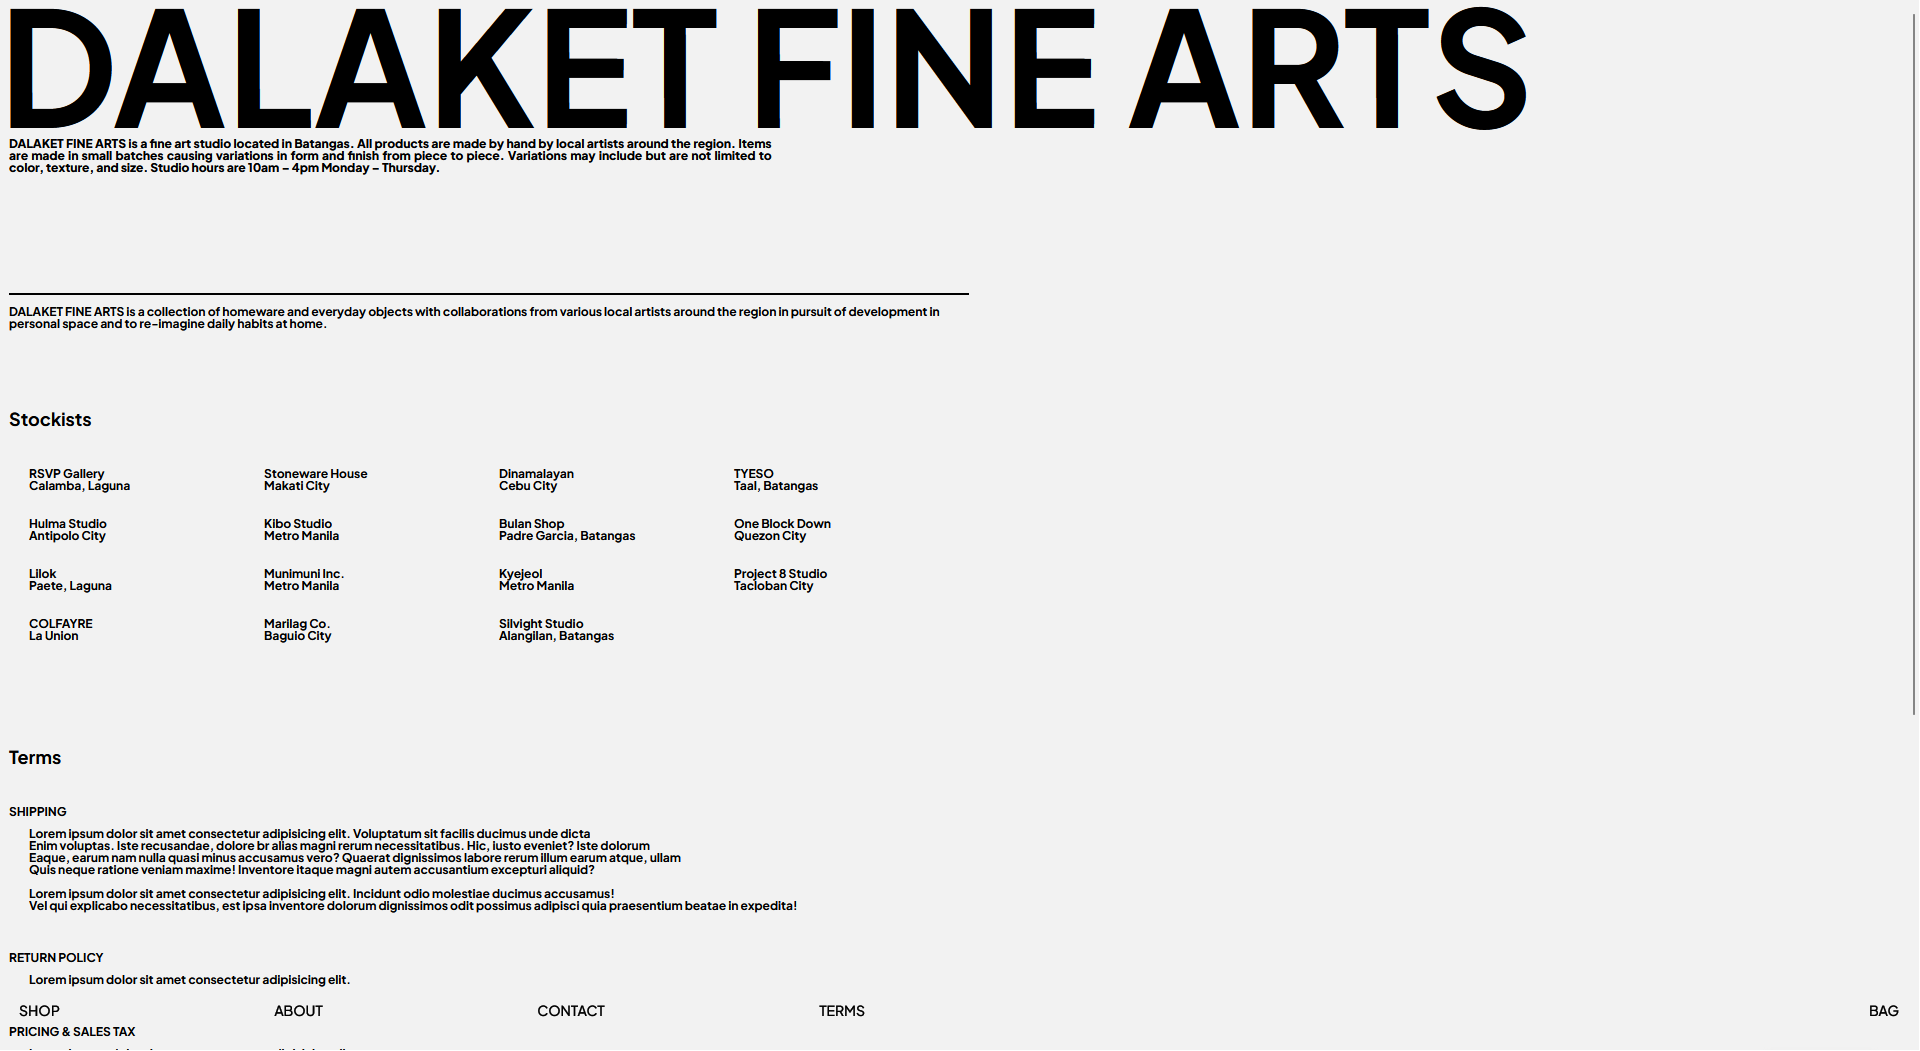 DALAKET FINE ARTS
DALAKET FINE ARTS is a fine art studio located in Batangas. All products are made by hand by local artists around the region. Items
are made in small batches causing variations in form and finish from piece to piece. Variations may include but are not limited to
color, texture, and size. Studio hours are 10am – 4pm Monday – Thursday.
DALAKET FINE ARTS is a collection of homeware and everyday objects with collaborations from various local artists around the region in pursuit of development in
personal space and to re-imagine daily habits at home.
Stockists
RSVP Gallery
Calamba, Laguna
Stoneware House
Makati City
Dinamalayan
Cebu City
TYESO
Taal, Batangas
Hulma Studio
Antipolo City
Kibo Studio
Metro Manila
Bulan Shop
Padre Garcia, Batangas
One Block Down
Quezon City
Lilok
Paete, Laguna
Munimuni Inc.
Metro Manila
Kyejeol
Metro Manila
Project 8 Studio
Tacloban City
COLFAYRE
La Union
Marilag Co.
Baguio City
Silvight Studio
Alangilan, Batangas
Terms
SHIPPING
Lorem ipsum dolor sit amet consectetur adipisicing elit. Voluptatum sit facilis ducimus unde dicta
Enim voluptas. Iste recusandae, dolore br alias magni rerum necessitatibus. Hic, iusto eveniet? Iste dolorum
Eaque, earum nam nulla quasi minus accusamus vero? Quaerat dignissimos labore rerum illum earum atque, ullam
Quis neque ratione veniam maxime! Inventore itaque magni autem accusantium excepturi aliquid?
Lorem ipsum dolor sit amet consectetur adipisicing elit. Incidunt odio molestiae ducimus accusamus!
Vel qui explicabo necessitatibus, est ipsa inventore dolorum dignissimos odit possimus adipisci quia praesentium beatae in expedita!
RETURN POLICY
Lorem ipsum dolor sit amet consectetur adipisicing elit.
SHOP
ABOUT
CONTACT
TERMS
BAG
PRICING & SALES TAX